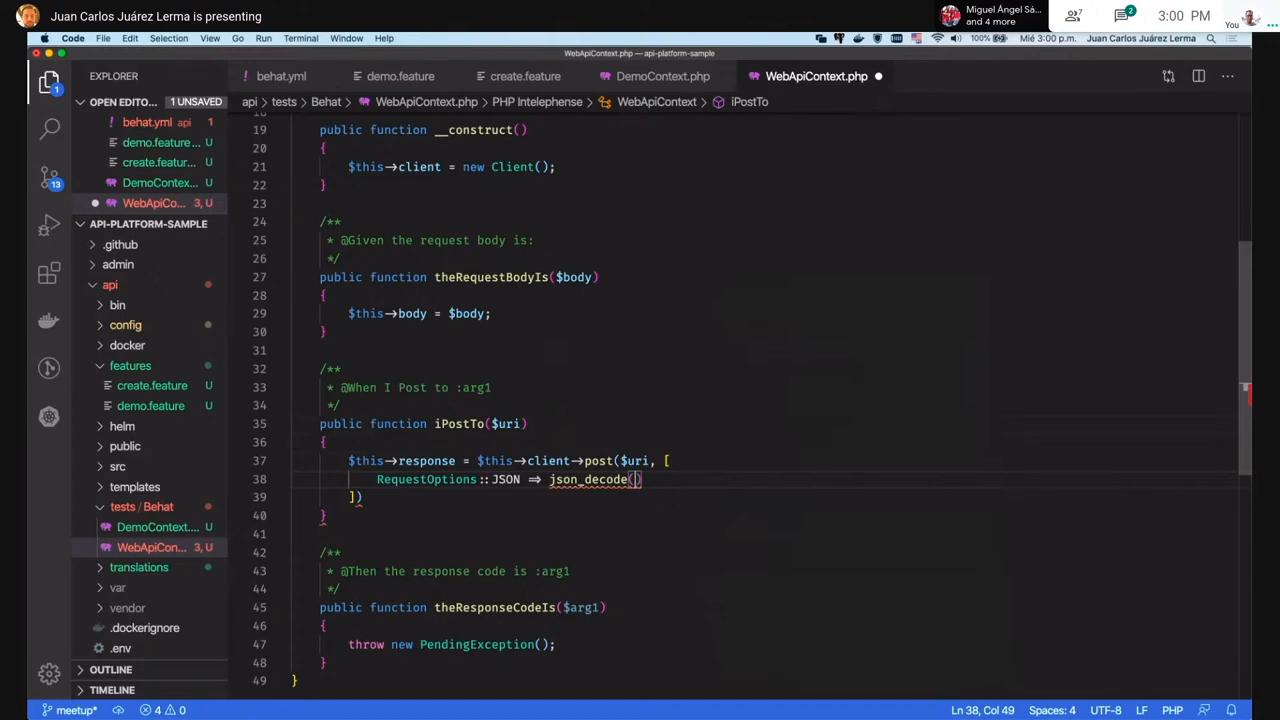 Juan Carlos Juárez Lerma is presenting
Miguel Ángel Sá...
and 4 more
7
2
3:00 PM
You
Code File Edit Selection View Go Run Terminal Window Help
100% Mié 3:00 p.m. Juan Carlos Juárez Lerma
WebApiContext.php — api-platform-sample
EXPLORER
behat.yml demo.feature create.feature DemoContext.php WebApiContext.php
OPEN EDITO... 1 UNSAVED
api > tests > Behat > WebApiContext.php > PHP Intelephense > WebApiContext > iPostTo
behat.yml api 1
demo.feature... U
create.featur... U
DemoContex... U
WebApiCo... 3, U
API-PLATFORM-SAMPLE
.github
admin
api
bin
config
docker
features
create.feature U
demo.feature U
helm
public
src
templates
tests / Behat
DemoContext.... U
WebApiCon... 3, U
translations
var
vendor
.dockerignore
.env
OUTLINE
TIMELINE
1
13
18
19 public function __construct()
20 {
21 $this→client = new Client();
22 }
23
24 /**
25 * @Given the request body is:
26 */
27 public function theRequestBodyIs($body)
28 {
29 $this→body = $body;
30 }
31
32 /**
33 * @When I Post to :arg1
34 */
35 public function iPostTo($uri)
36 {
37 $this→response = $this→client→post($uri, [
38 RequestOptions::JSON ⇒ json_decode()
39 ])
40 }
41
42 /**
43 * @Then the response code is :arg1
44 */
45 public function theResponseCodeIs($arg1)
46 {
47 throw new PendingException();
48 }
49 }
meetup* 4 0 Ln 38, Col 49 Spaces: 4 UTF-8 LF PHP